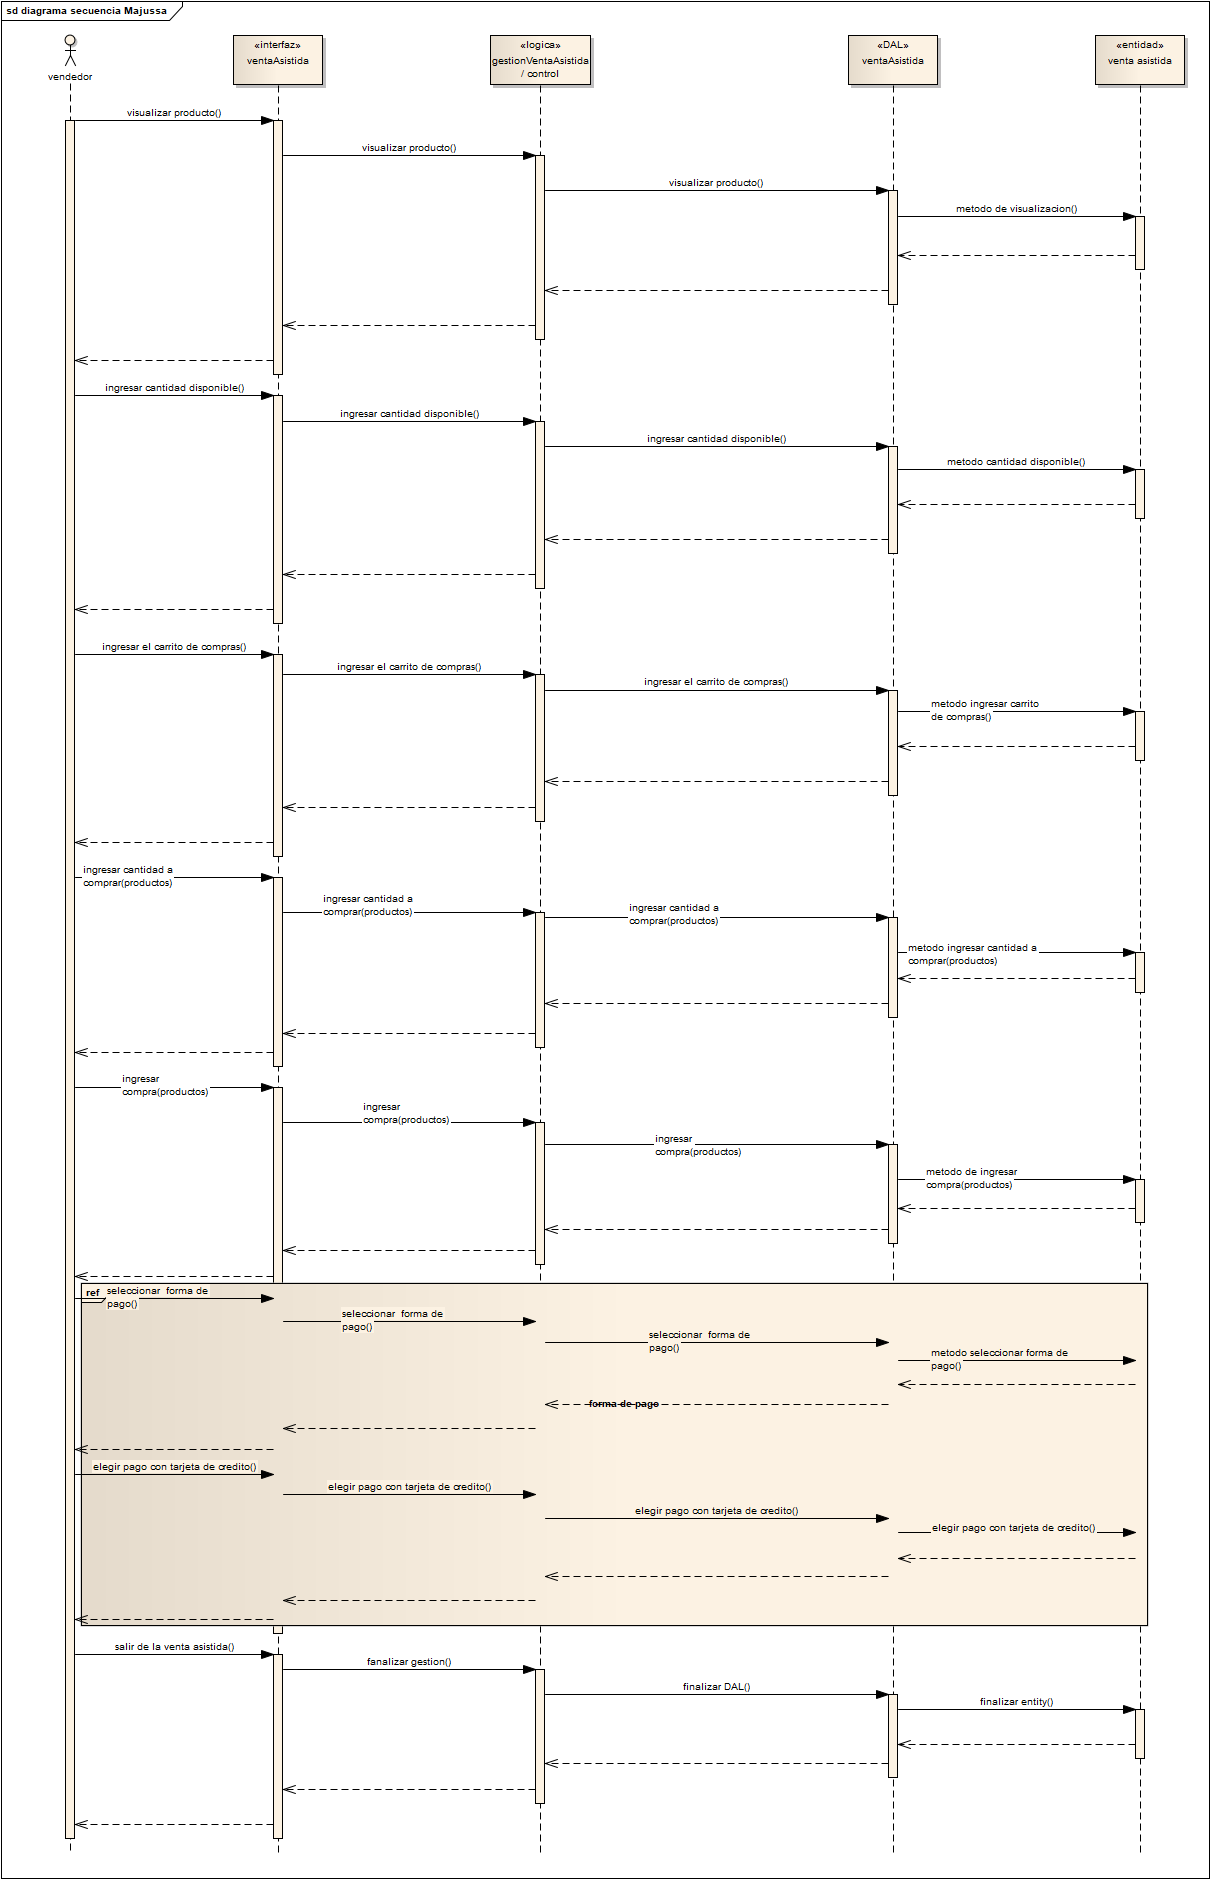 sd diagrama secuencia Majussa
vendedor
«interfaz»
ventaAsistida
«logica»
gestionVentaAsistida
/ control
«DAL»
ventaAsistida
«entidad»
venta asistida
visualizar producto()
visualizar producto()
visualizar producto()
metodo de visualizacion()
ingresar cantidad disponible()
ingresar cantidad disponible()
ingresar cantidad disponible()
metodo cantidad disponible()
ingresar el carrito de compras()
ingresar el carrito de compras()
ingresar el carrito de compras()
metodo ingresar carrito
de compras()
ingresar cantidad a
comprar(productos)
ingresar cantidad a
comprar(productos)
ingresar cantidad a
comprar(productos)
metodo ingresar cantidad a
comprar(productos)
ingresar
compra(productos)
ingresar
compra(productos)
ingresar
compra(productos)
metodo de ingresar
compra(productos)
ref
seleccionar forma de
pago()
seleccionar forma de
pago()
seleccionar forma de
pago()
metodo seleccionar forma de
pago()
forma de pago
elegir pago con tarjeta de credito()
elegir pago con tarjeta de credito()
elegir pago con tarjeta de credito()
elegir pago con tarjeta de credito()
salir de la venta asistida()
fanalizar gestion()
finalizar DAL()
finalizar entity()